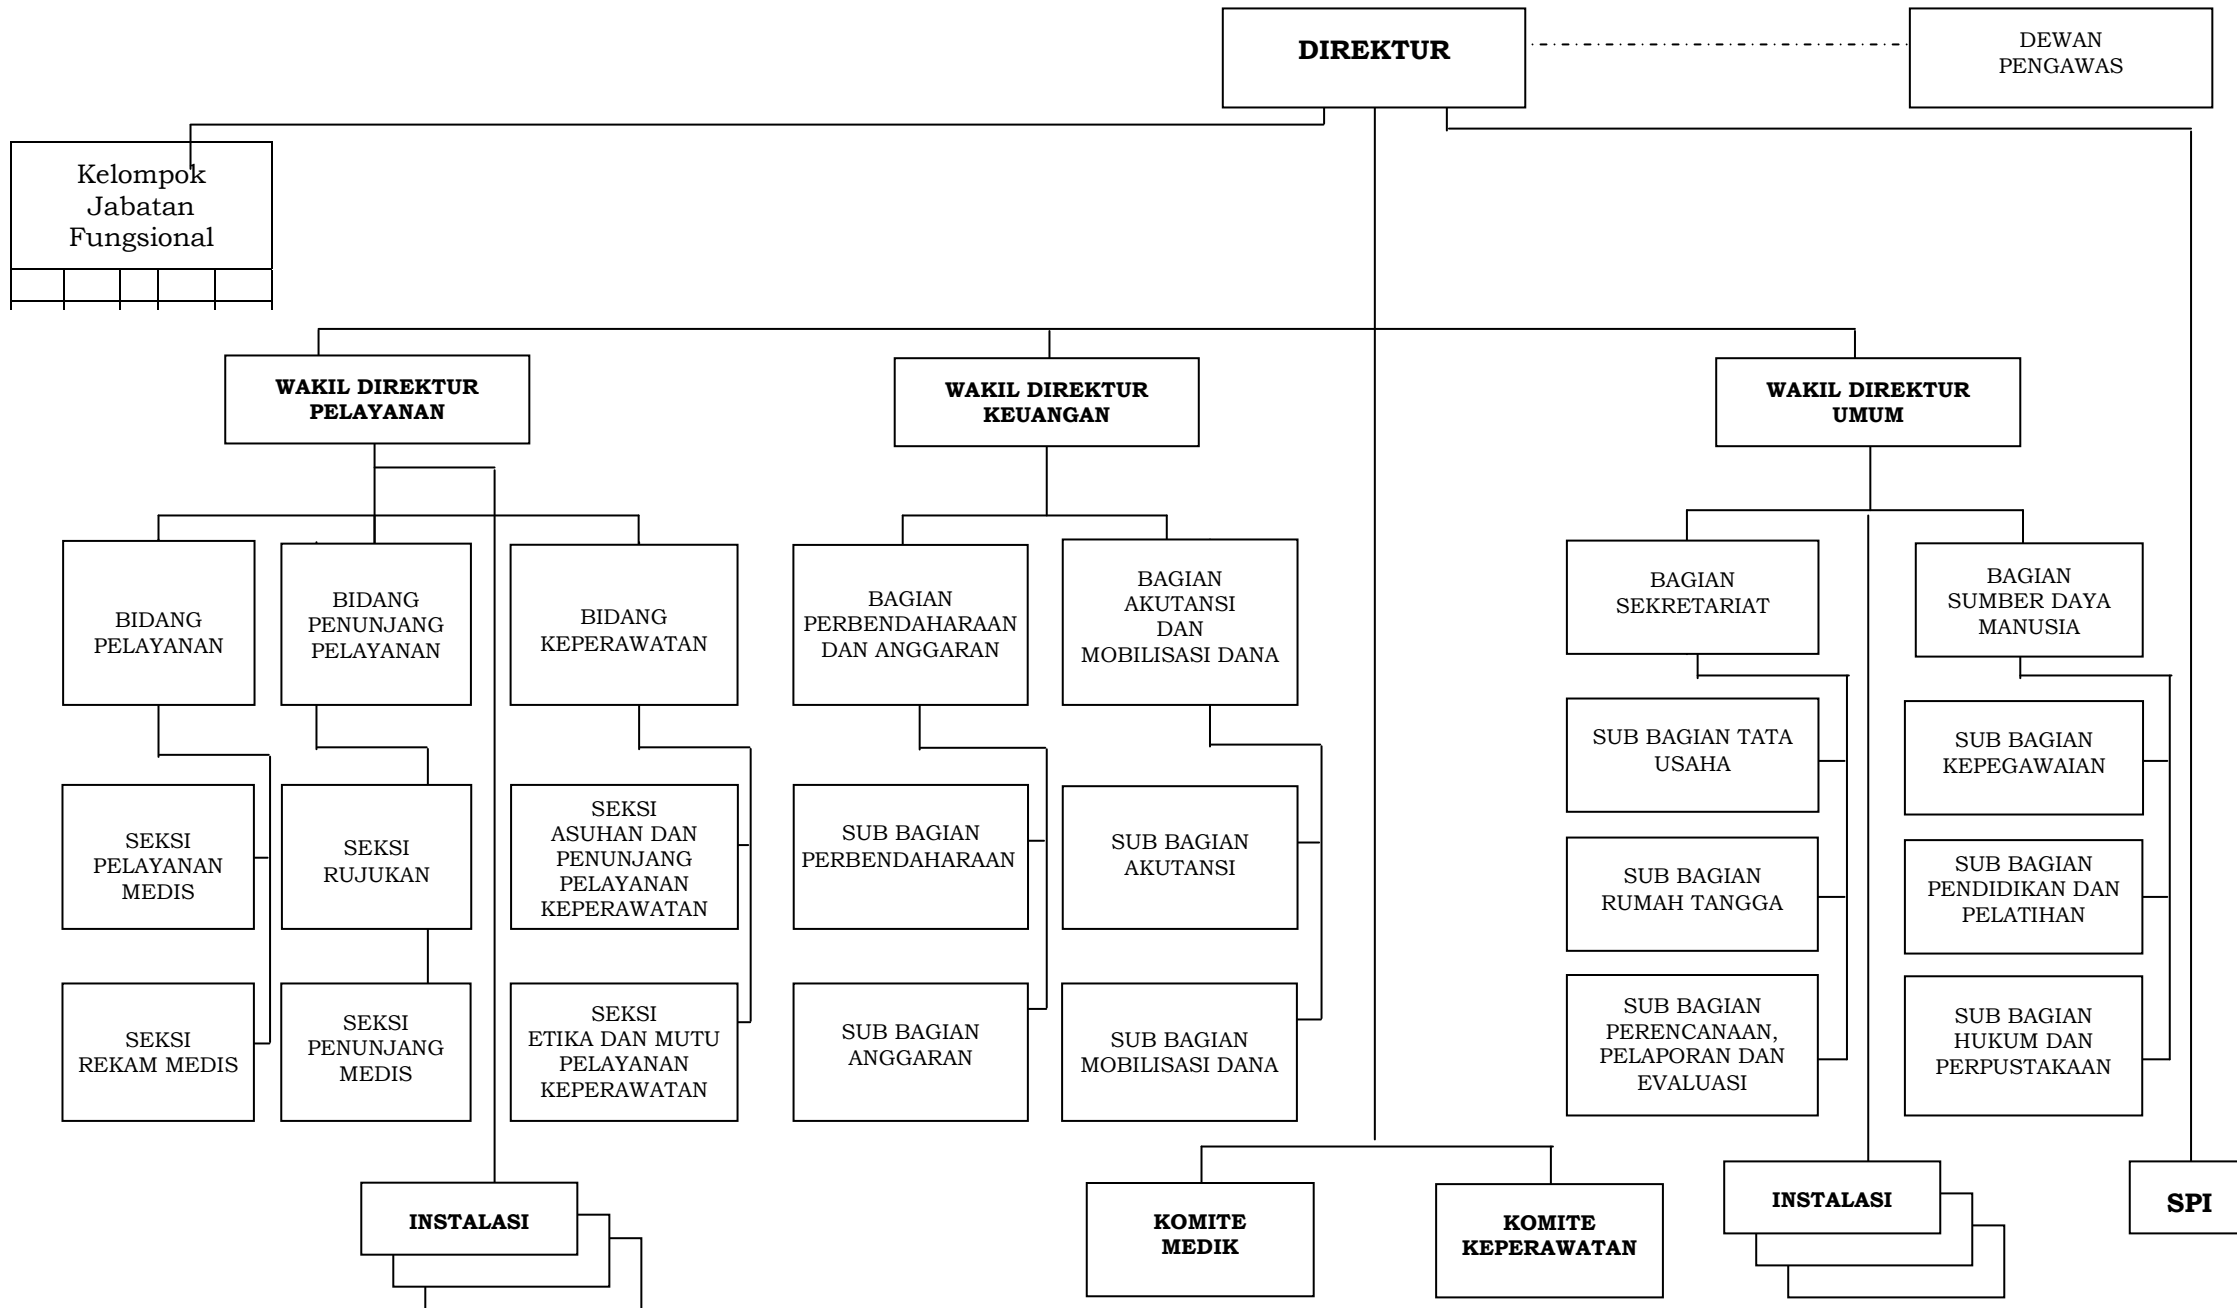 DIREKTUR
DEWAN
PENGAWAS
Kelompok
Jabatan
Fungsional
WAKIL DIREKTUR
PELAYANAN
WAKIL DIREKTUR
KEUANGAN
WAKIL DIREKTUR
UMUM
BIDANG
PELAYANAN
BIDANG
PENUNJANG
PELAYANAN
BIDANG
KEPERAWATAN
BAGIAN
PERBENDAHARAAN
DAN ANGGARAN
BAGIAN
AKUTANSI
DAN
MOBILISASI DANA
BAGIAN
SEKRETARIAT
BAGIAN
SUMBER DAYA
MANUSIA
SEKSI
PELAYANAN
MEDIS
SEKSI
RUJUKAN
SEKSI
ASUHAN DAN
PENUNJANG
PELAYANAN
KEPERAWATAN
SUB BAGIAN
PERBENDAHARAAN
SUB BAGIAN
AKUTANSI
SUB BAGIAN TATA
USAHA
SUB BAGIAN
KEPEGAWAIAN
SUB BAGIAN
RUMAH TANGGA
SUB BAGIAN
PENDIDIKAN DAN
PELATIHAN
SEKSI
REKAM MEDIS
SEKSI
PENUNJANG
MEDIS
SEKSI
ETIKA DAN MUTU
PELAYANAN
KEPERAWATAN
SUB BAGIAN
ANGGARAN
SUB BAGIAN
MOBILISASI DANA
SUB BAGIAN
PERENCANAAN,
PELAPORAN DAN
EVALUASI
SUB BAGIAN
HUKUM DAN
PERPUSTAKAAN
INSTALASI
KOMITE
MEDIK
KOMITE
KEPERAWATAN
INSTALASI
SPI